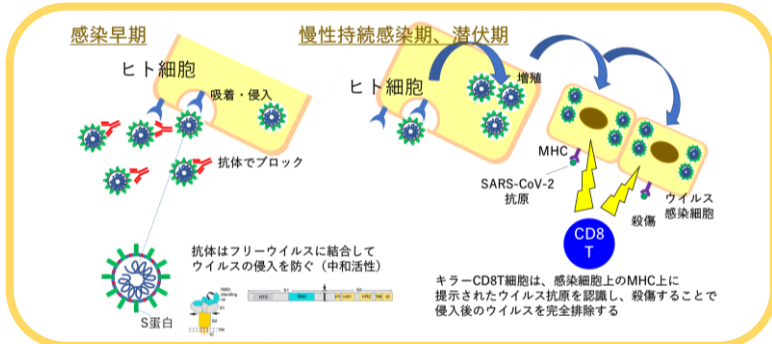 感染早期
ヒト細胞
吸着・侵入
抗体でブロック
抗体はフリーウイルスに結合して
ウイルスの侵入を防ぐ（中和活性）
S蛋白
慢性持続感染期、潜伏期
ヒト細胞
増殖
MHC
SARS-CoV-2
抗原
ウイルス
感染細胞
殺傷
CD8
T
キラーCD8T細胞は、感染細胞上のMHC上に
提示されたウイルス抗原を認識し、殺傷することで
侵入後のウイルスを完全排除する